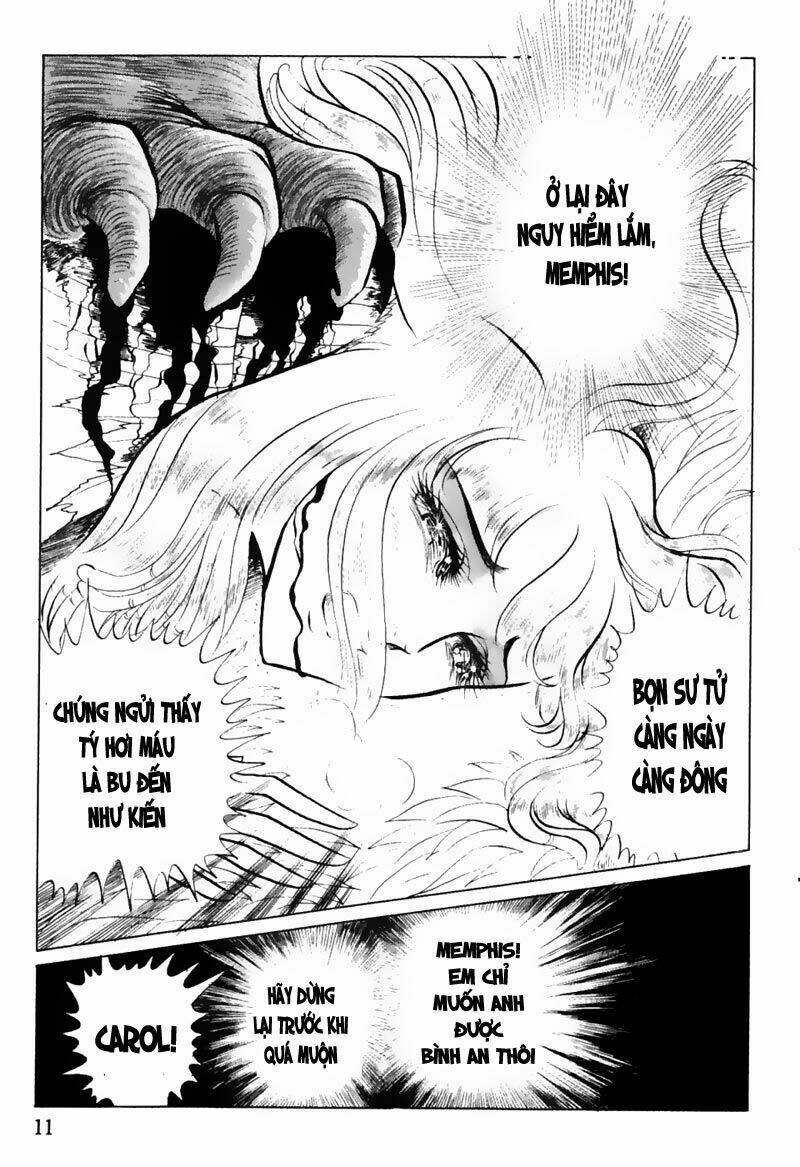 Ở LẠI ĐÂY
NGUY HIỂM LẮM,
MEMPHIS!
BỌN SƯ TỬ
CÀNG NGÀY
CÀNG ĐÔNG
CHÚNG NGỬI THẤY
TÝ HƠI MÁU
LÀ BU ĐẾN
NHƯ KIẾN
MEMPHIS!
EM CHỈ
MUỐN ANH
ĐƯỢC
BÌNH AN THÔI
HÃY DỪNG
LẠI TRƯỚC KHI
QUÁ MUỘN
CAROL!
11